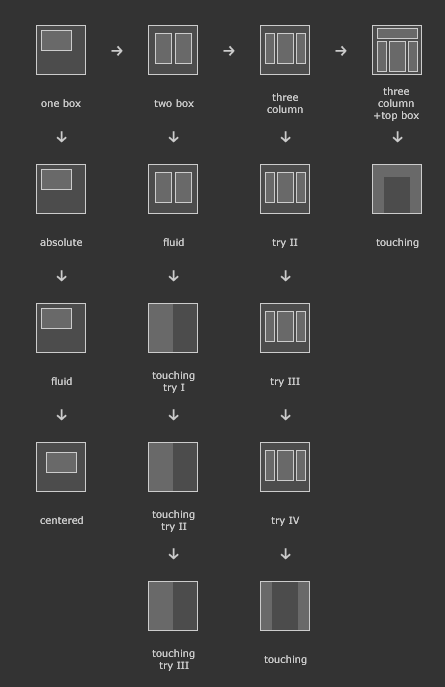 one box
two box
three
column
three
column
+top box
absolute
fluid
try II
touching
fluid
touching
try I
try III
centered
touching
try II
try IV
touching
try III
touching